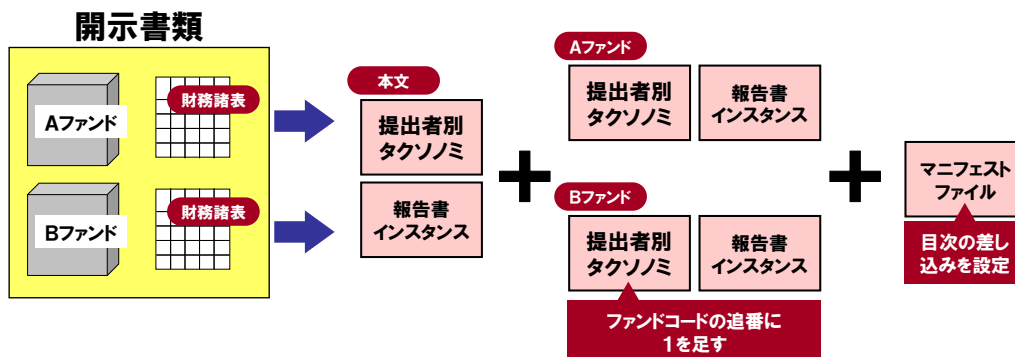 開示書類
Aファンド
財務諸表
Bファンド
財務諸表
本文
提出者別
タクソノミ
報告書
インスタンス
Aファンド
提出者別
タクソノミ
報告書
インスタンス
Bファンド
提出者別
タクソノミ
報告書
インスタンス
ファンドコードの追番に
1を足す
マニフェスト
ファイル
目次の差し
込みを設定